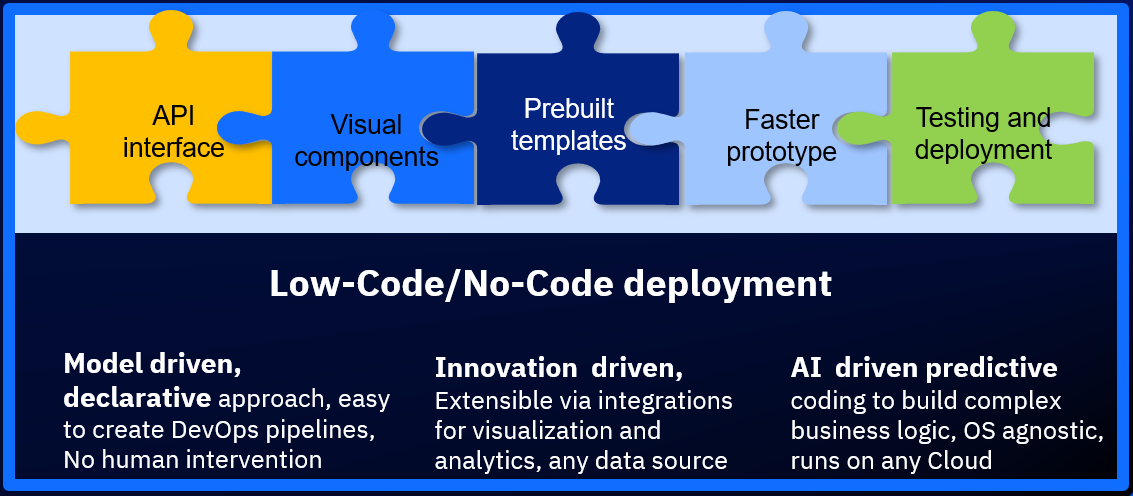 API
interface
Visual
components
Prebuilt
templates
Faster
prototype
Testing and
deployment
Low-Code/No-Code deployment
Model driven,
declarative approach, easy
to create DevOps pipelines,
No human intervention
Innovation driven,
Extensible via integrations
for visualization and
analytics, any data source
AI driven predictive
coding to build complex
business logic, OS agnostic,
runs on any Cloud